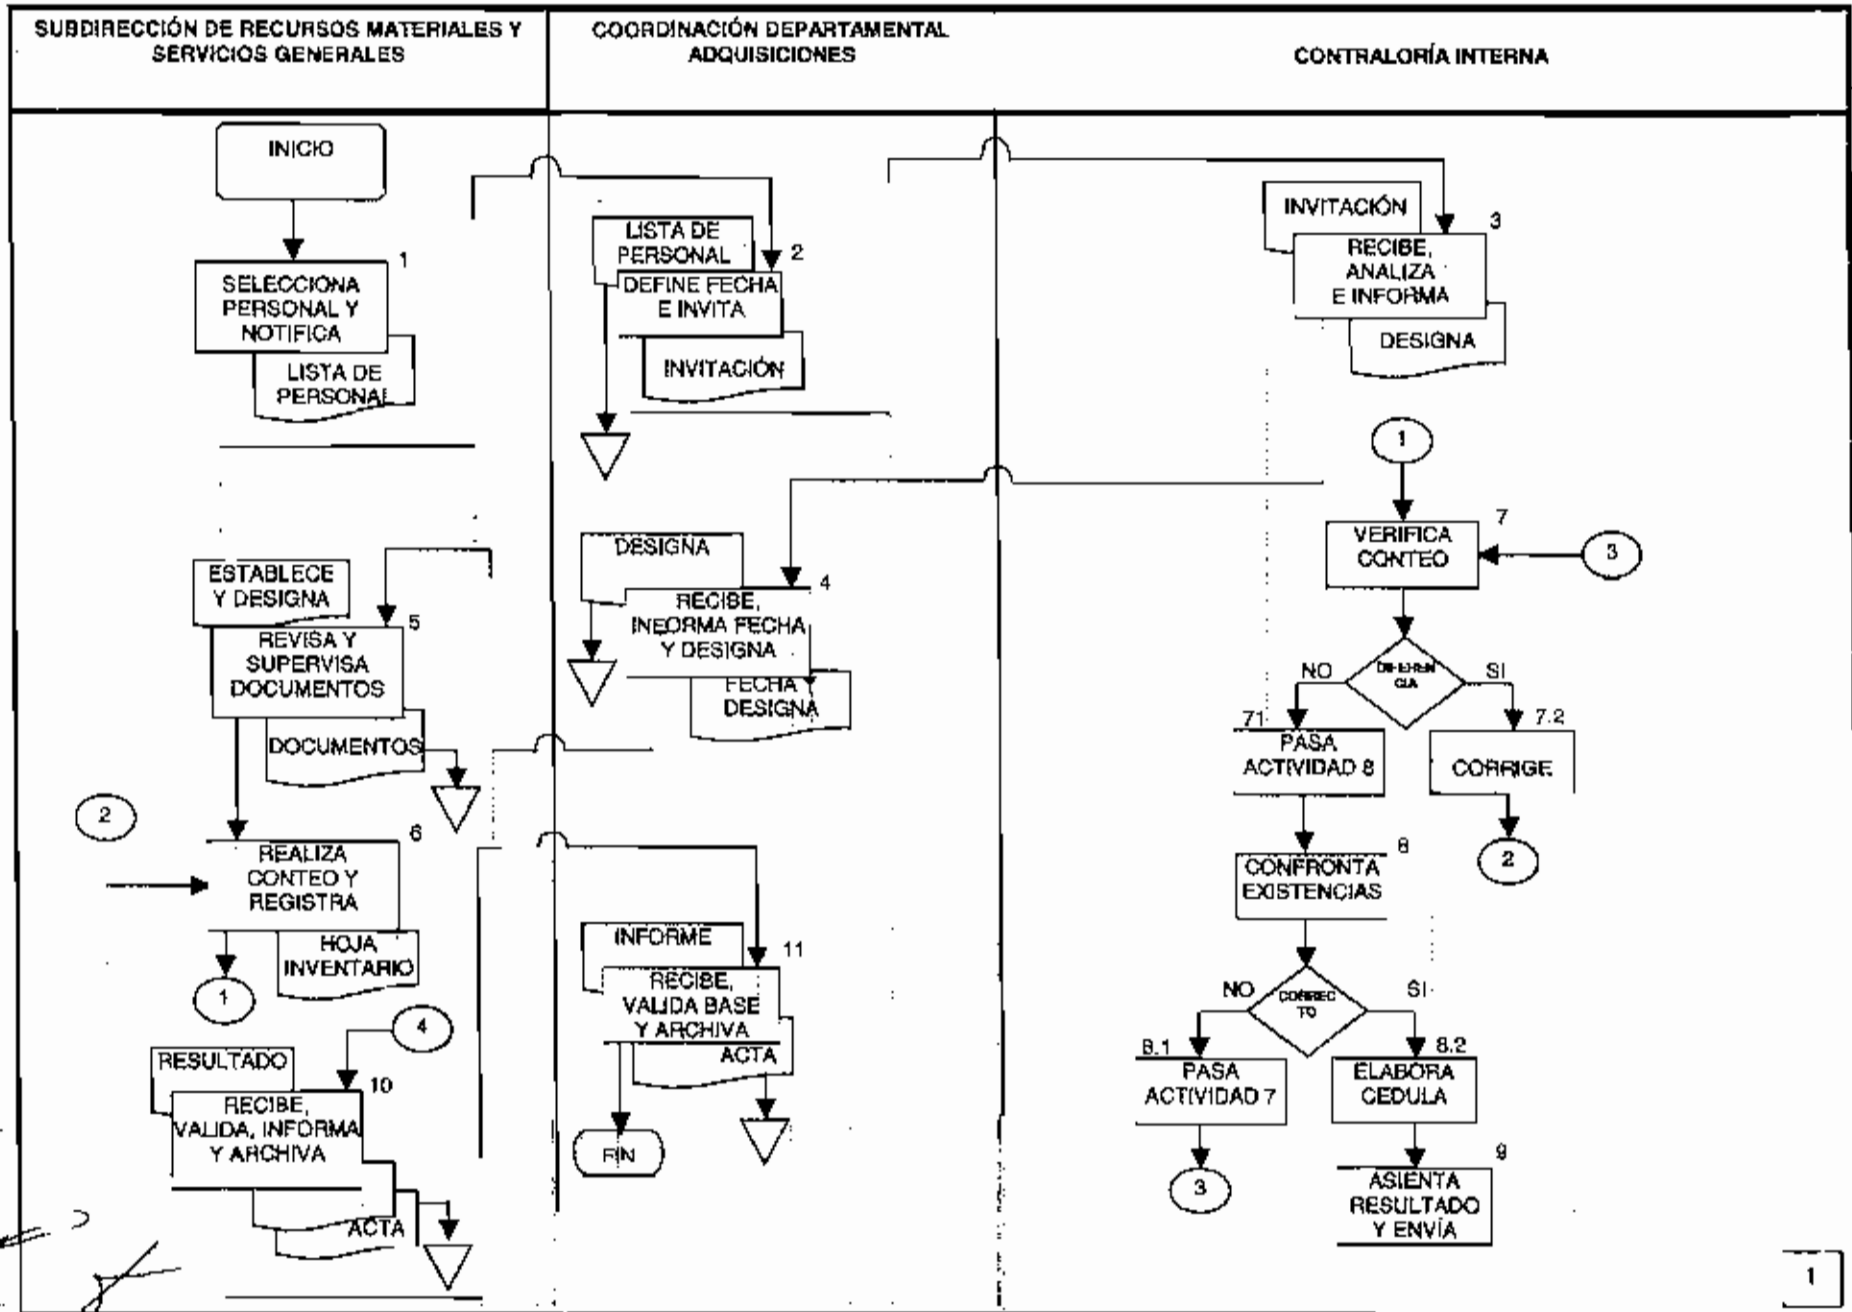 SUBDIRECCIÓN DE RECURSOS MATERIALES Y
SERVICIOS GENERALES
COORDINACIÓN DEPARTAMENTAL
ADQUISICIONES
CONTRALORÍA INTERNA
INICIO
1
SELECCIONA
PERSONAL Y
NOTIFICA
LISTA DE
PERSONAL
ESTABLECE
Y DESIGNA
5
REVISA Y
SUPERVISA
DOCUMENTOS
DOCUMENTOS
2
6
REALIZA
CONTEO Y
REGISTRA
HOJA
INVENTARIO
1
4
RESULTADO
10
RECIBE,
VALIDA, INFORMA
Y ARCHIVA
ACTA
LISTA DE
PERSONAL
2
DEFINE FECHA
E INVITA
INVITACIÓN
DESIGNA
4
RECIBE,
INFORMA FECHA
Y DESIGNA
FECHA Y
DESIGNA
INFORME
11
RECIBE,
VALIDA BASE
Y ARCHIVA
ACTA
FIN
INVITACIÓN
3
RECIBE,
ANALIZA
E INFORMA
DESIGNA
1
7
VERIFICA
CONTEO
3
NO
DIFEREN
CIA
SI
71
PASA
ACTIVIDAD 8
7.2
CORRIGE
2
8
CONFRONTA
EXISTENCIAS
NO
CORREC
TO
SI
8.1
PASA
ACTIVIDAD 7
8.2
ELABORA
CEDULA
3
9
ASIENTA
RESULTADO
Y ENVÍA
1